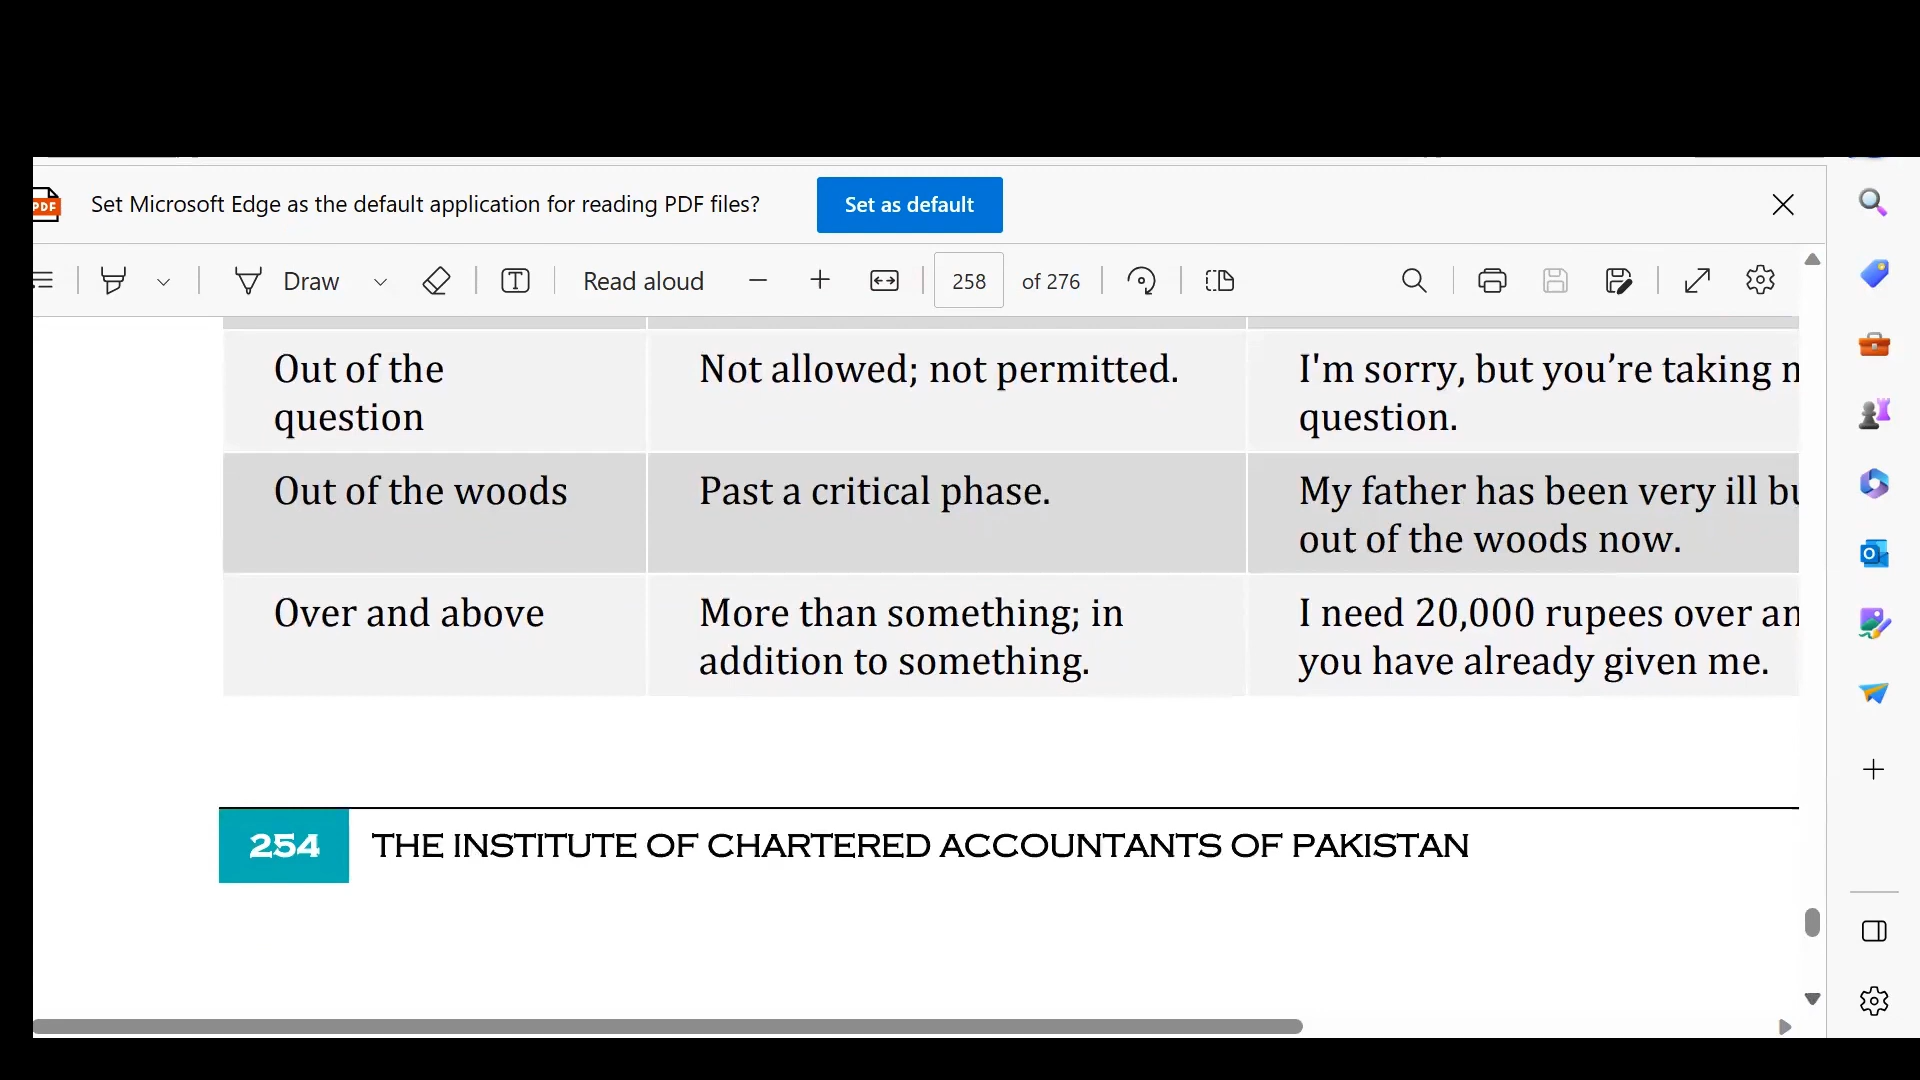 PDF
Set Microsoft Edge as the default application for reading PDF files?
Set as default
Draw
Read aloud
258 of 276
Out of the
question
Not allowed; not permitted.
I'm sorry, but you’re taking
question.
Out of the woods
Past a critical phase.
My father has been very ill
out of the woods now.
Over and above
More than something; in
addition to something.
I need 20,000 rupees over
you have already given me.
254 THE INSTITUTE OF CHARTERED ACCOUNTANTS OF PAKISTAN